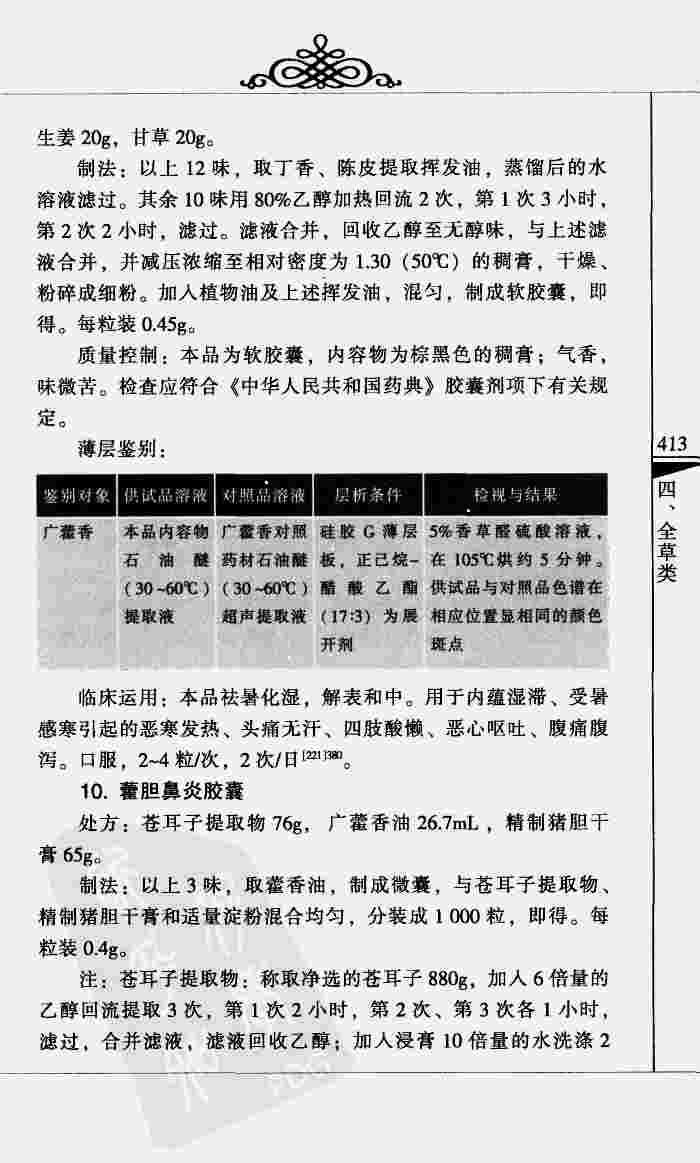 生姜 20g，甘草 20g。
制法：以上 12 味，取丁香、陈皮提取挥发油，蒸馏后的水
溶液滤过。其余 10 味用 80%乙醇加热回流 2 次，第 1 次 3 小时，
第 2 次 2 小时，滤过。滤液合并，回收乙醇至无醇味，与上述滤
液合并，并减压浓缩至相对密度为 1.30（50℃）的稠膏，干燥、
粉碎成细粉。加入植物油及上述挥发油，混匀，制成软胶囊，即
得。每粒装 0.45g。
质量控制：本品为软胶囊，内容物为棕黑色的稠膏；气香，
味微苦。检查应符合《中华人民共和国药典》胶囊剂项下有关规
定。
薄层鉴别：
鉴别对象 供试品溶液 对照品溶液 层析条件 检视与结果
广藿香 本品内容物 广藿香对照 硅胶 G 薄层 5%香草醛硫酸溶液，
石油醚 药材石油醚 板，正己烷- 在 105℃烘约 5 分钟。
（30~60℃） （30~60℃） 醋酸乙酯 供试品与对照品色谱在
提取液 超声提取液 （17:3）为展 相应位置显相同的颜色
开剂 斑点
临床运用：本品祛暑化湿，解表和中。用于内蕴湿滞、受暑
感寒引起的恶寒发热、头痛无汗、四肢酸懒、恶心呕吐、腹痛腹
泻。口服，2~4 粒/次，2 次/日[221]380。
10. 藿胆鼻炎胶囊
处方：苍耳子提取物 76g，广藿香油 26.7mL，精制猪胆干
膏 65g。
制法：以上 3 味，取藿香油，制成微囊，与苍耳子提取物、
精制猪胆干膏和适量淀粉混合均匀，分装成 1 000 粒，即得。每
粒装 0.4g。
注：苍耳子提取物：称取净选的苍耳子 880g，加入 6 倍量的
乙醇回流提取 3 次，第 1 次 2 小时，第 2 次、第 3 次各 1 小时，
滤过，合并滤液，滤液回收乙醇；加入浸膏 10 倍量的水洗涤 2
413
四、全草类